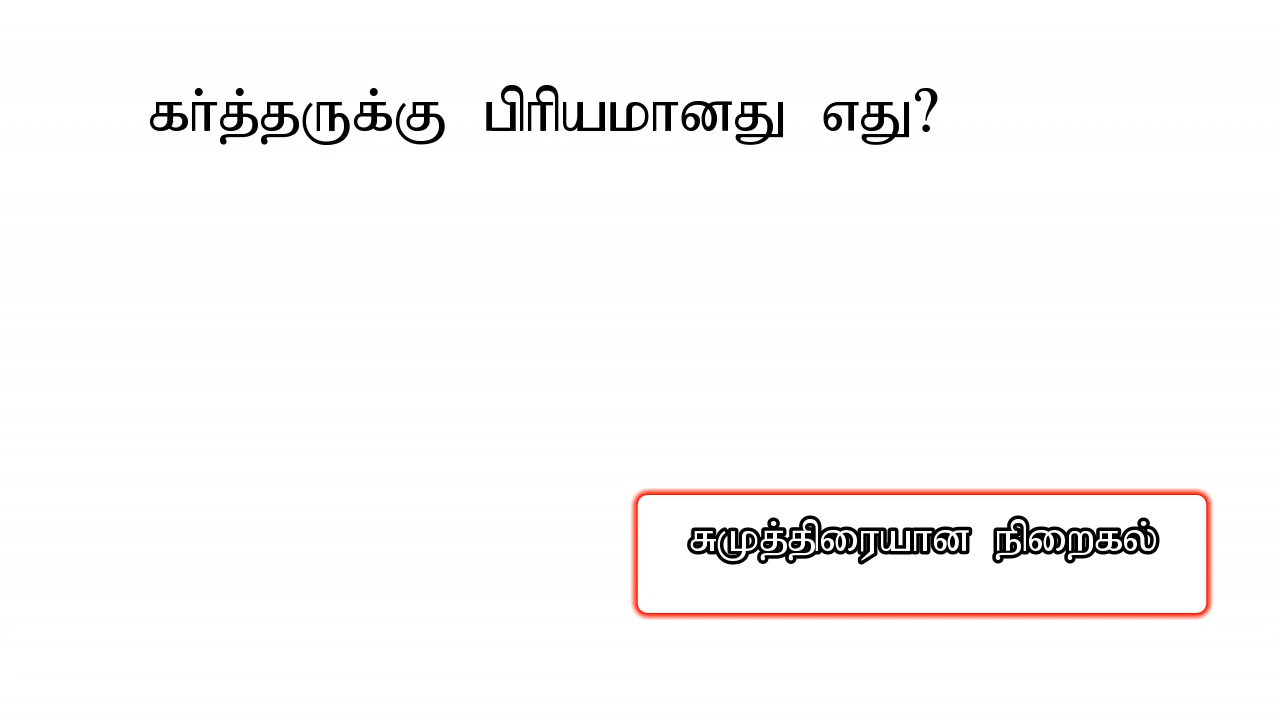 கர்த்தருக்கு பிரியமானது எது?
சுமுத்திரையான நிறைகல்